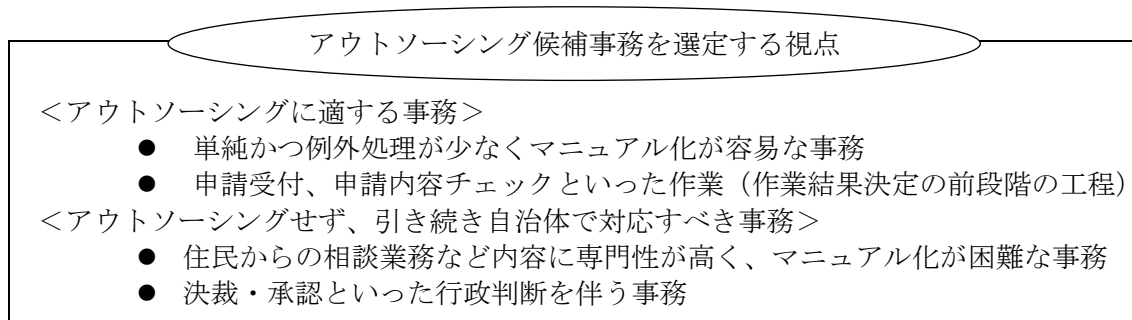 アウトソーシング候補事務を選定する視点
＜アウトソーシングに適する事務＞
● 単純かつ例外処理が少なくマニュアル化が容易な事務
● 申請受付、申請内容チェックといった作業（作業結果決定の前段階の工程）
＜アウトソーシングせず、引き続き自治体で対応すべき事務＞
● 住民からの相談業務など内容に専門性が高く、マニュアル化が困難な事務
● 決裁・承認といった行政判断を伴う事務